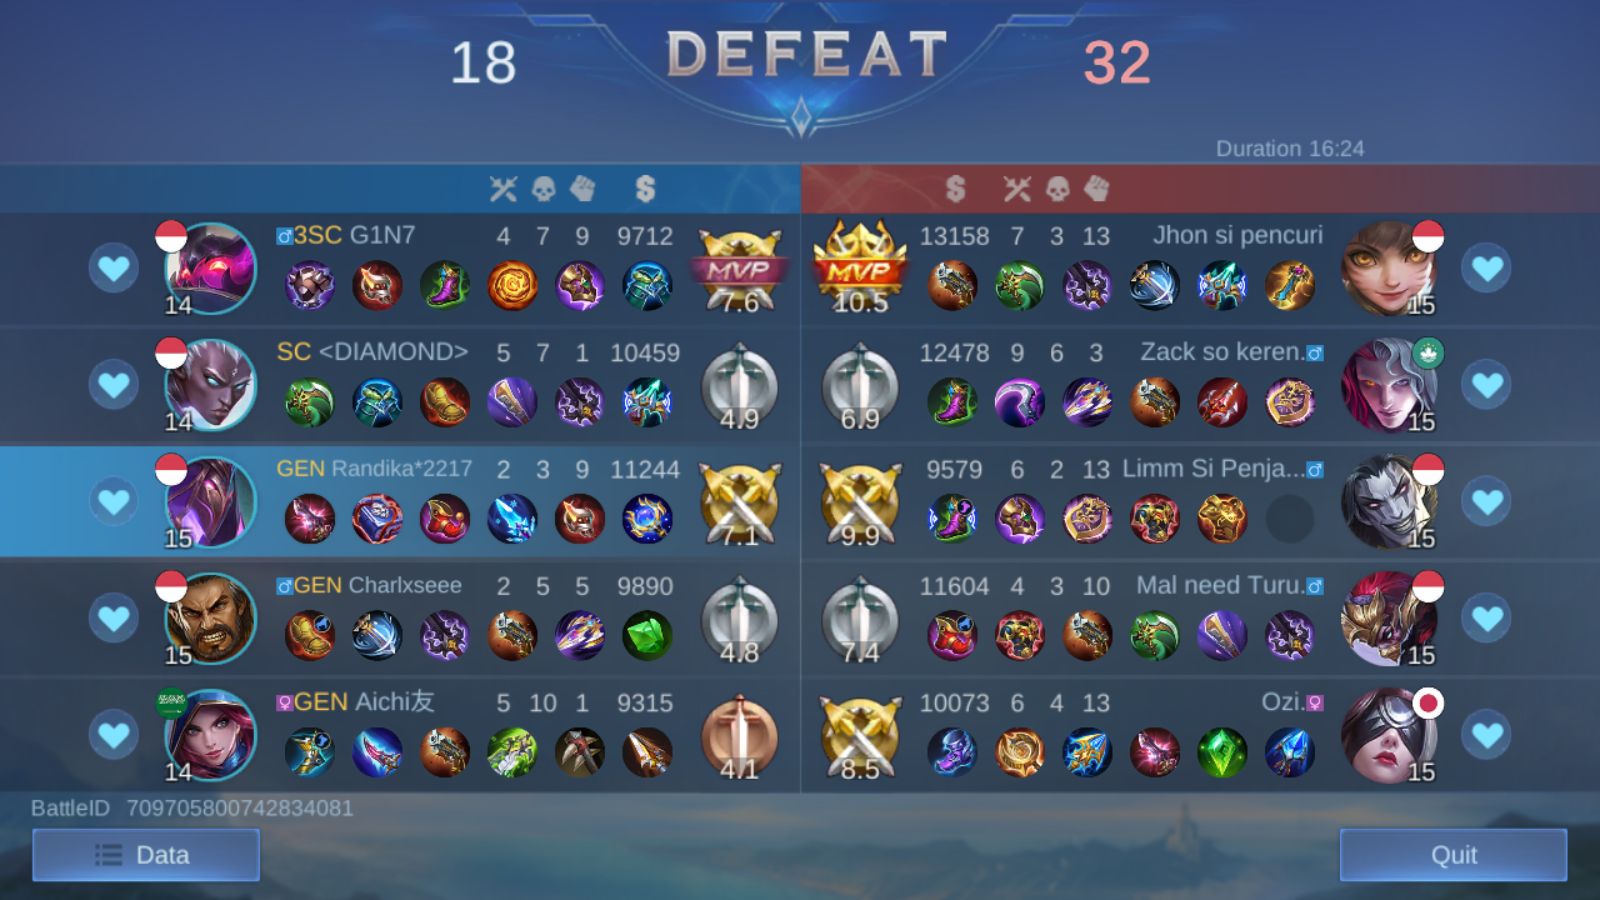 18 DEFEAT 32
Duration 16:24
3SC G1N7 4 7 9 9712 MVP 7.6 MVP 10.5 13158 7 3 13 Jhon si pencuri
14 15
SC <DIAMOND> 5 7 1 10459 4.9 6.9 12478 9 6 3 Zack so keren.
14 15
GEN Randika*2217 2 3 9 11244 7.1 9.9 9579 6 2 13 Limm Si Penja...
15 15
GEN Charlxseee 2 5 5 9890 4.8 7.4 11604 4 3 10 Mal need Turu.
15 15
GEN Aichi友 5 10 1 9315 4.1 8.5 10073 6 4 13 Ozi.
14 15
BattleID 709705800742834081
Data Quit